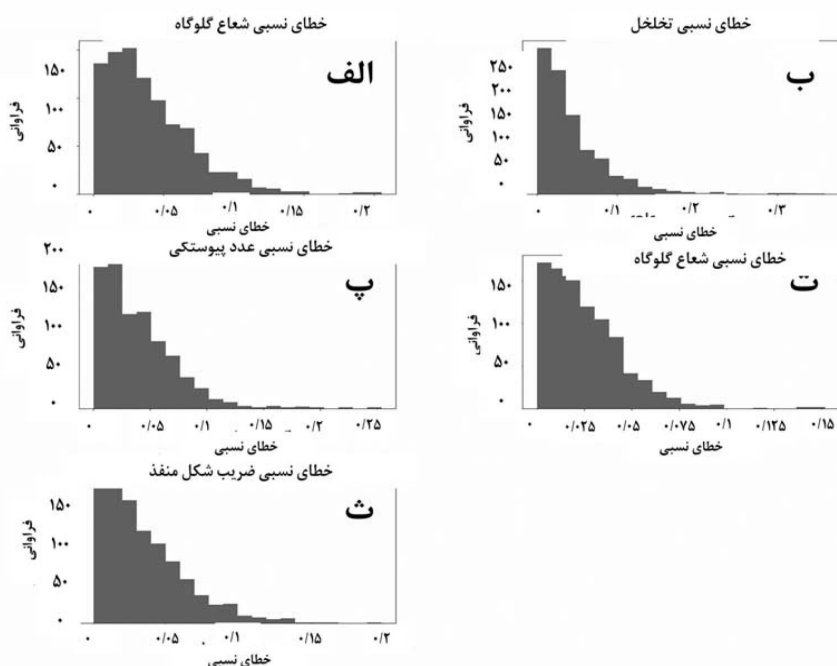 خطای نسبی شعاع گلوگاه
الف
فراوانی
۱۵۰
۱۰۰
۵۰
۰
۰ ۰/۰۵ ۰/۱ ۰/۱۵ ۰/۲
خطای نسبی
خطای نسبی تخلخل
ب
فراوانی
۲۵۰
۲۰۰
۱۵۰
۱۰۰
۵۰
۰
۰ ۰/۱ ۰/۲ ۰/۳
خطای نسبی
خطای نسبی عدد پیوستگی
پ
فراوانی
۲۰۰
۱۵۰
۱۰۰
۵۰
۰
۰ ۰/۰۵ ۰/۱ ۰/۱۵ ۰/۲ ۰/۲۵
خطای نسبی
خطای نسبی شعاع گلوگاه
ت
فراوانی
۱۵۰
۱۰۰
۵۰
۰
۰ ۰/۰۲۵ ۰/۰۵ ۰/۰۷۵ ۰/۱ ۰/۱۲۵ ۰/۱۵
خطای نسبی
خطای نسبی ضریب شکل منفذ
ث
فراوانی
۱۵۰
۱۰۰
۵۰
۰
۰ ۰/۰۵ ۰/۱ ۰/۱۵ ۰/۲
خطای نسبی